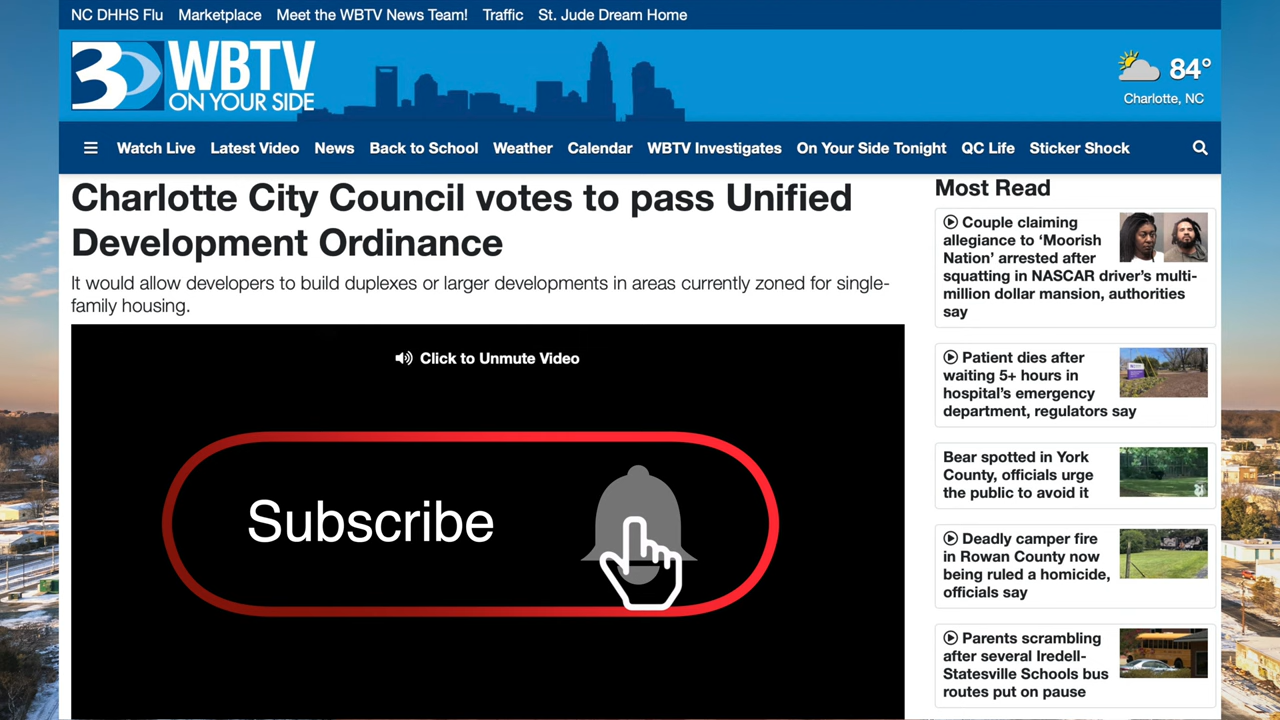 NC DHHS Flu Marketplace Meet the WBTV News Team! Traffic St. Jude Dream Home
3 WBTV
ON YOUR SIDE
84°
Charlotte, NC
Watch Live Latest Video News Back to School Weather Calendar WBTV Investigates On Your Side Tonight QC Life Sticker Shock
Charlotte City Council votes to pass Unified
Development Ordinance
It would allow developers to build duplexes or larger developments in areas currently zoned for single-
family housing.
Click to Unmute Video
Subscribe
Most Read
Couple claiming
allegiance to ‘Moorish
Nation’ arrested after
squatting in NASCAR driver’s multi-
million dollar mansion, authorities
say
Patient dies after
waiting 5+ hours in
hospital’s emergency
department, regulators say
Bear spotted in York
County, officials urge
the public to avoid it
Deadly camper fire
in Rowan County now
being ruled a homicide,
officials say
Parents scrambling
after several Iredell-
Statesville Schools bus
routes put on pause